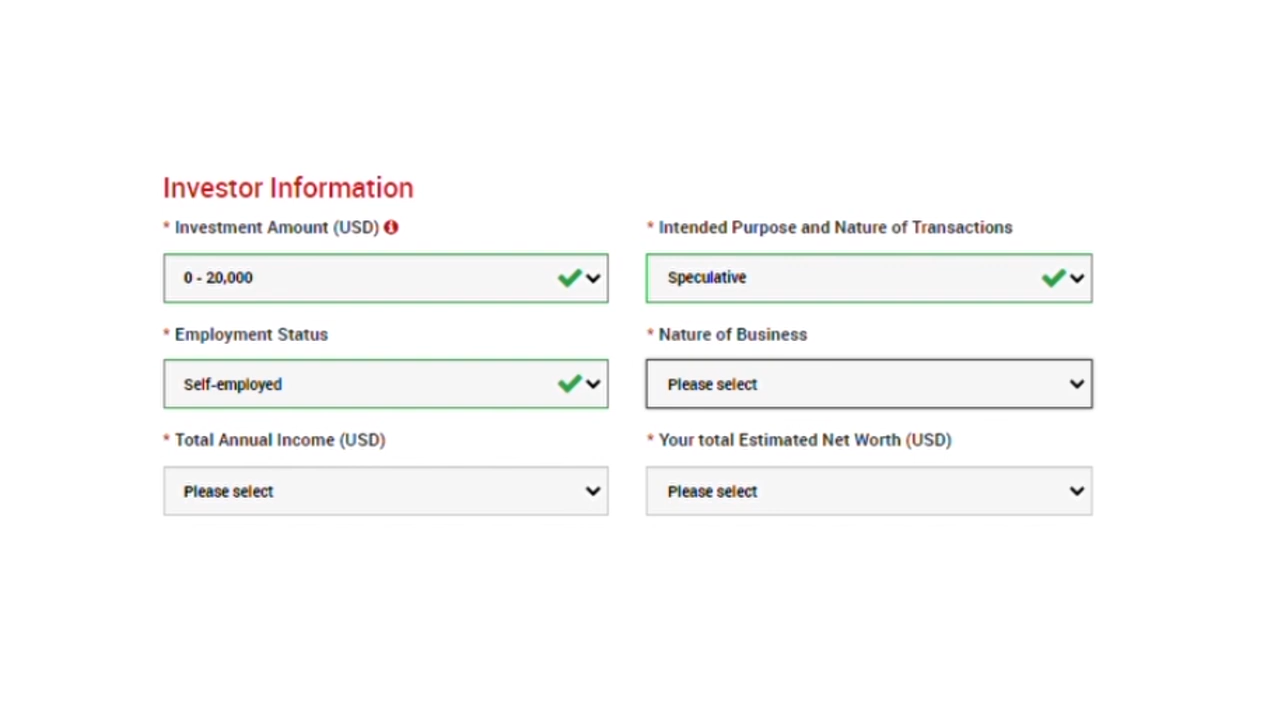 Investor Information
* Investment Amount (USD)
* Intended Purpose and Nature of Transactions
0 - 20,000
Speculative
* Employment Status
* Nature of Business
Self-employed
Please select
* Total Annual Income (USD)
* Your total Estimated Net Worth (USD)
Please select
Please select